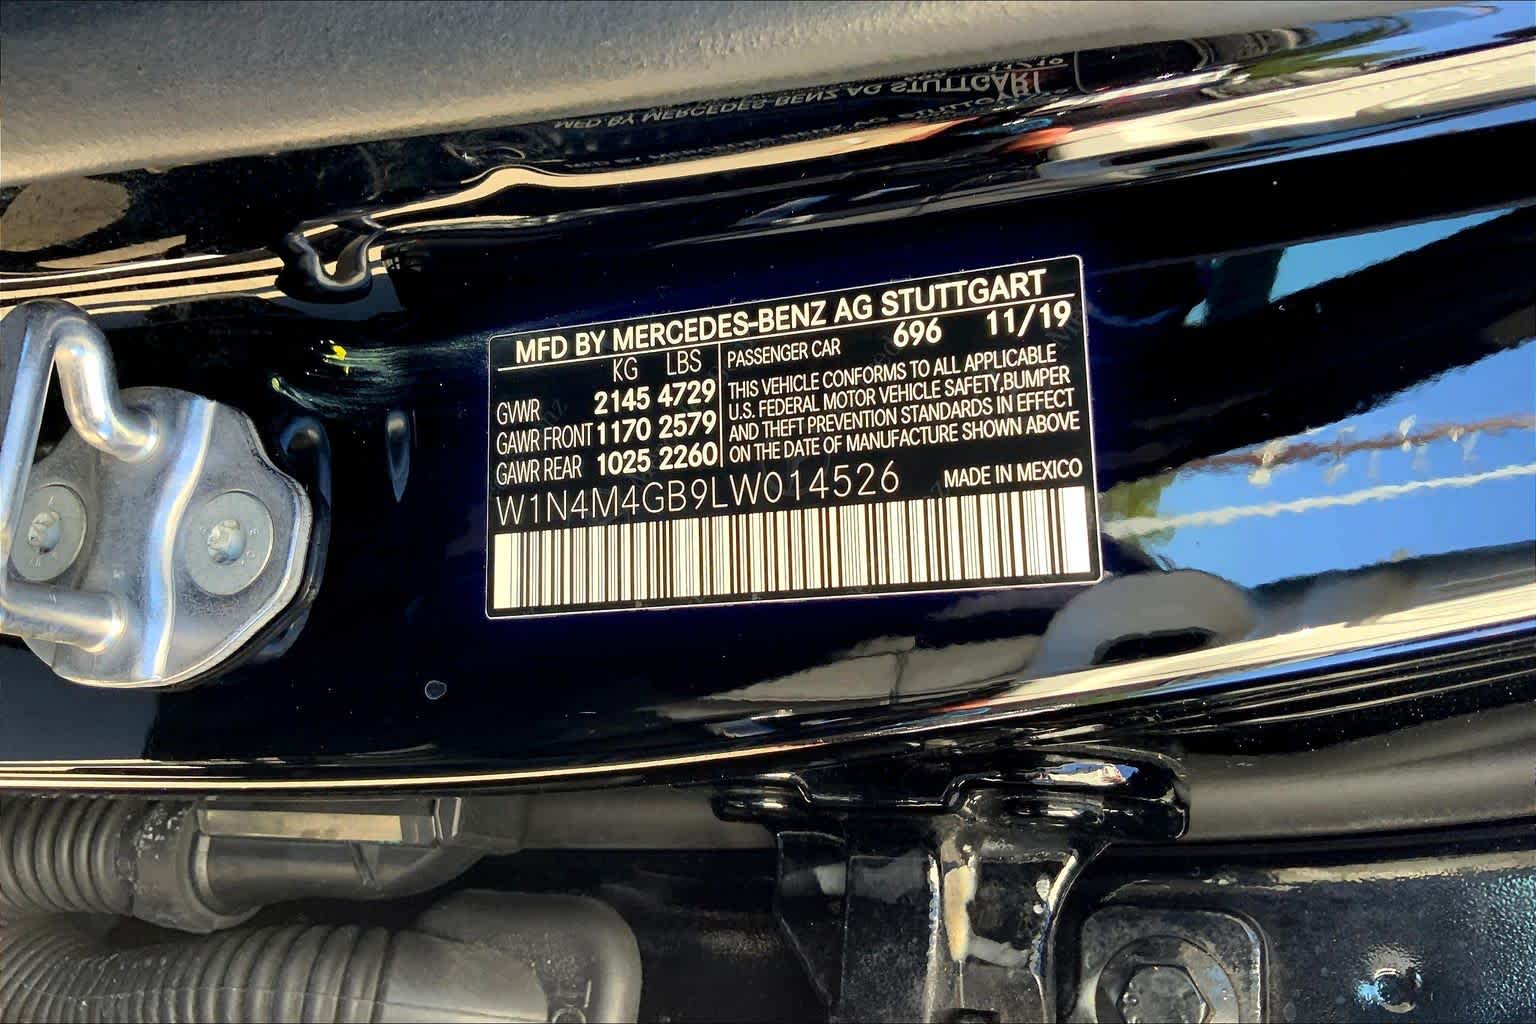 MFD BY MERCEDES-BENZ AG STUTTGART
KG LBS PASSENGER CAR 696 11/19
GVWR 2145 4729
GAWR FRONT 1170 2579
GAWR REAR 1025 2260
THIS VEHICLE CONFORMS TO ALL APPLICABLE
U.S. FEDERAL MOTOR VEHICLE SAFETY,BUMPER
AND THEFT PREVENTION STANDARDS IN EFFECT
ON THE DATE OF MANUFACTURE SHOWN ABOVE
W1N4M4GB9LW014526 MADE IN MEXICO